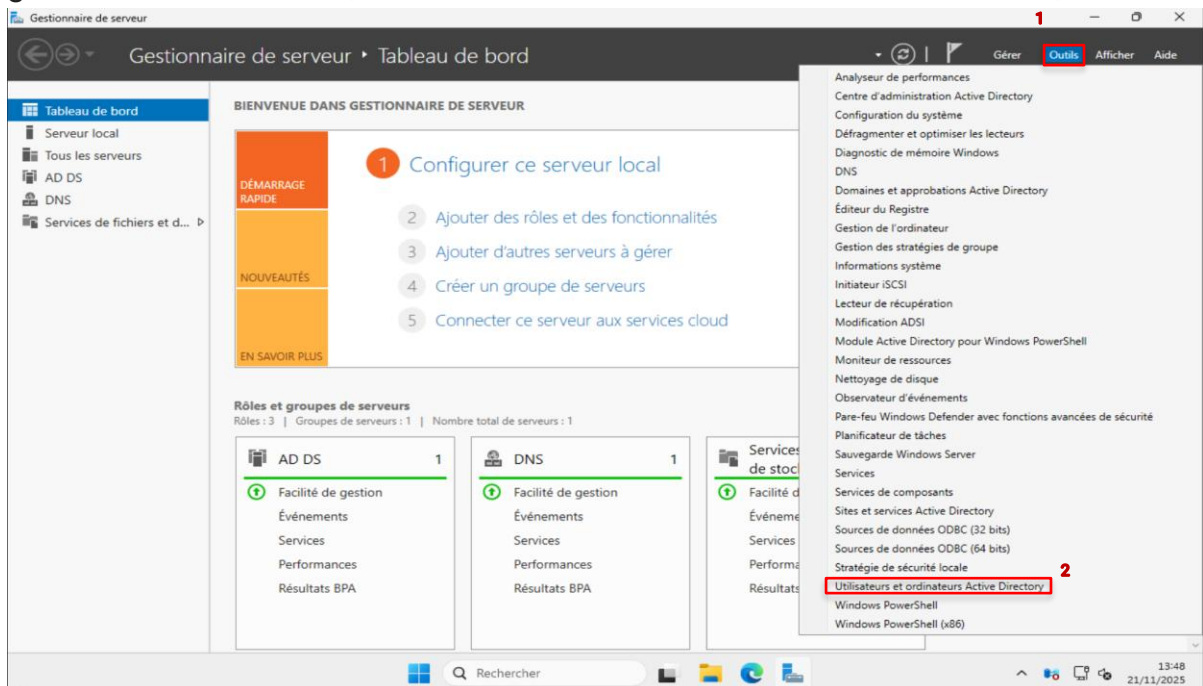 Gestionnaire de serveur
1
Gestionnaire de serveur ‣ Tableau de bord
Gérer
Outils
Afficher
Aide
Tableau de bord
Serveur local
Tous les serveurs
AD DS
DNS
Services de fichiers et d...
BIENVENUE DANS GESTIONNAIRE DE SERVEUR
DÉMARRAGE
RAPIDE
NOUVEAUTÉS
EN SAVOIR PLUS
1 Configurer ce serveur local
2 Ajouter des rôles et des fonctionnalités
3 Ajouter d'autres serveurs à gérer
4 Créer un groupe de serveurs
5 Connecter ce serveur aux services cloud
Rôles et groupes de serveurs
Rôles : 3 | Groupes de serveurs : 1 | Nombre total de serveurs : 1
AD DS 1
Facilité de gestion
Événements
Services
Performances
Résultats BPA
DNS 1
Facilité de gestion
Événements
Services
Performances
Résultats BPA
Services
de stoc
Facilité d
Événeme
Services
Performa
Résultats
Analyseur de performances
Centre d'administration Active Directory
Configuration du système
Défragmenter et optimiser les lecteurs
Diagnostic de mémoire Windows
DNS
Domaines et approbations Active Directory
Éditeur du Registre
Gestion de l'ordinateur
Gestion des stratégies de groupe
Informations système
Initiateur iSCSI
Lecteur de récupération
Modification ADSI
Module Active Directory pour Windows PowerShell
Moniteur de ressources
Nettoyage de disque
Observateur d'événements
Pare-feu Windows Defender avec fonctions avancées de sécurité
Planificateur de tâches
Sauvegarde Windows Server
Services
Services de composants
Sites et services Active Directory
Sources de données ODBC (32 bits)
Sources de données ODBC (64 bits)
Stratégie de sécurité locale
2
Utilisateurs et ordinateurs Active Directory
Windows PowerShell
Windows PowerShell (x86)
Rechercher
13:48
21/11/2025